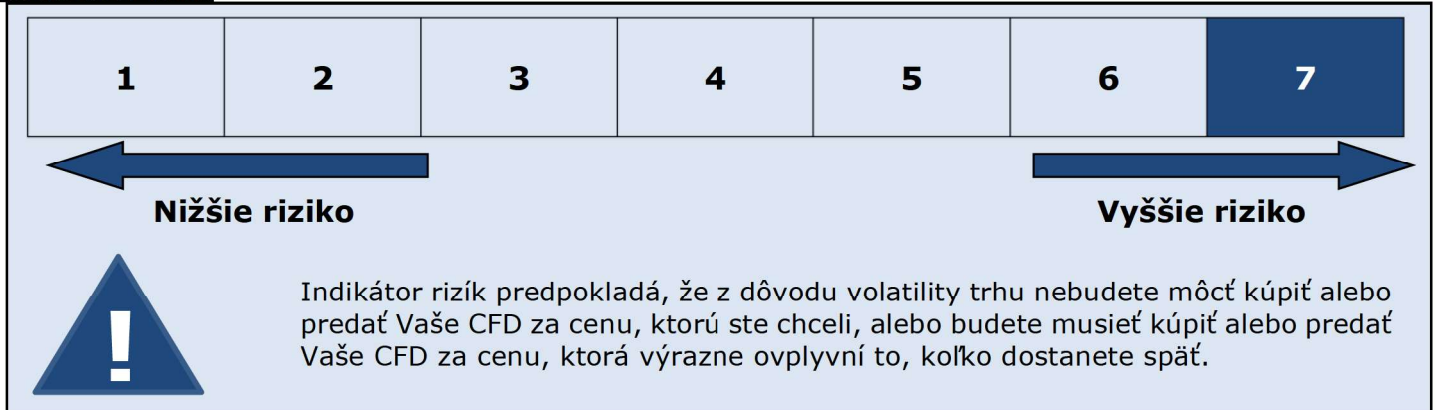 1 2 3 4 5 6 7
Nižšie riziko Vyššie riziko
!
Indikátor rizík predpokladá, že z dôvodu volatility trhu nebudete môcť kúpiť alebo
predať Vaše CFD za cenu, ktorú ste chceli, alebo budete musieť kúpiť alebo predať
Vaše CFD za cenu, ktorá výrazne ovplyvní to, koľko dostanete späť.